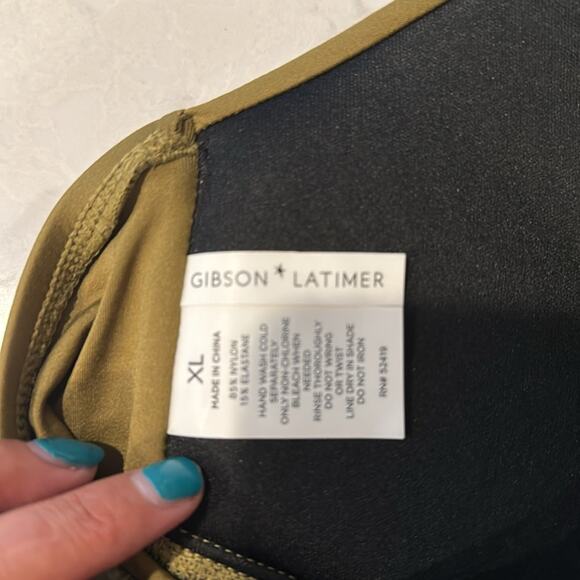 GIBSON * LATIMER
XL
MADE IN CHINA
85% NYLON
15% ELASTANE
HAND WASH COLD
SEPARATELY
ONLY NON-CHLORINE
BLEACH WHEN
NEEDED
RINSE THOROUGHLY
DO NOT WRING
OR TWIST
LINE DRY IN SHADE
DO NOT IRON
RN# 52419